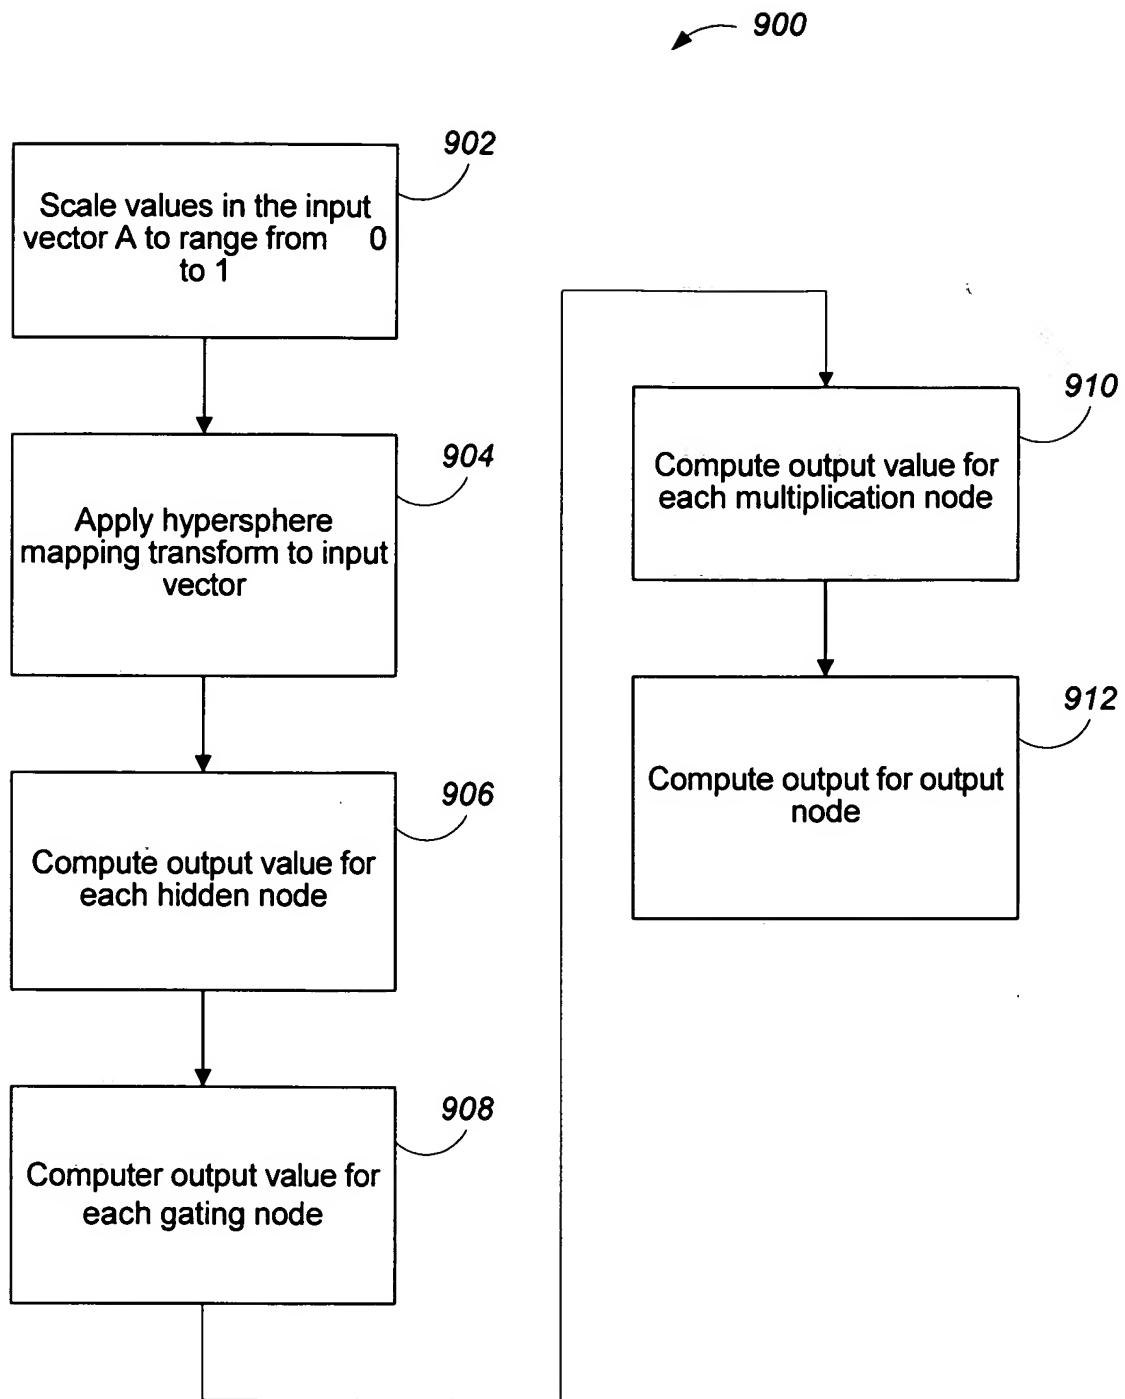 900
902
Scale values in the input
vector A to range from 0
to 1
904
Apply hypersphere
mapping transform to input
vector
906
Compute output value for
each hidden node
908
Computer output value for
each gating node
910
Compute output value for
each multiplication node
912
Compute output for output
node